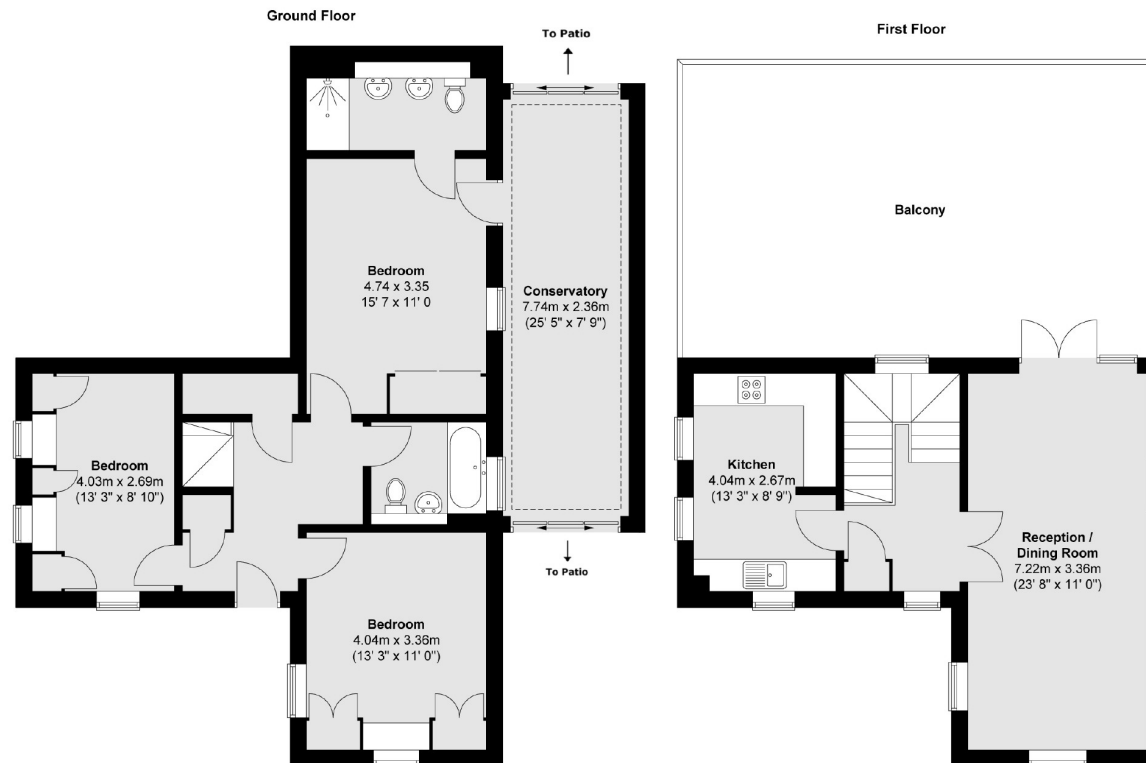 Ground Floor
To Patio
Bedroom
4.74 x 3.35
15' 7 x 11' 0
Conservatory
7.74m x 2.36m
(25' 5" x 7' 9")
Bedroom
4.03m x 2.69m
(13' 3" x 8' 10")
To Patio
Bedroom
4.04m x 3.36m
(13' 3" x 11' 0")
First Floor
Balcony
Kitchen
4.04m x 2.67m
(13' 3" x 8' 9")
Reception /
Dining Room
7.22m x 3.36m
(23' 8" x 11' 0")